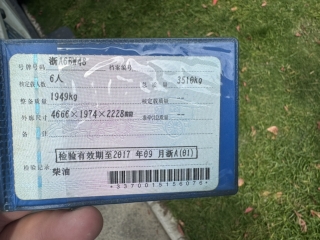 号牌号码 浙A 档案编号
核定载人数 6人 总质量 3510kg
整备质量 1949kg 核定载质量 --
外廓尺寸 4666×1974×2228mm 准牵引总质量 --
备注
检验有效期至2017年09月浙A(01)
检验记录 柴油
*3370015156076*